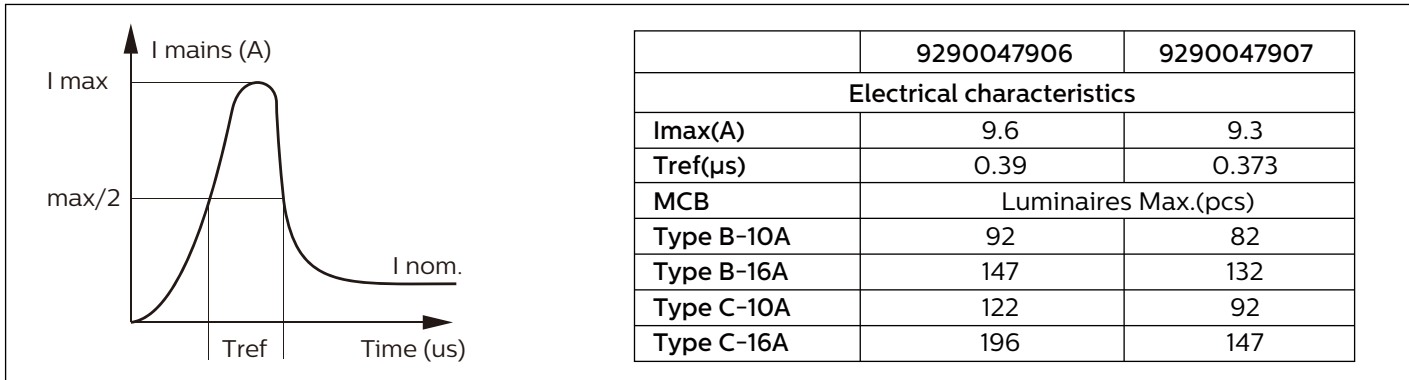 I mains (A)
I max
max/2
I nom.
Tref
Time (us)
9290047906 9290047907
Electrical characteristics
Imax(A) 9.6 9.3
Tref(µs) 0.39 0.373
MCB Luminaires Max.(pcs)
Type B-10A 92 82
Type B-16A 147 132
Type C-10A 122 92
Type C-16A 196 147